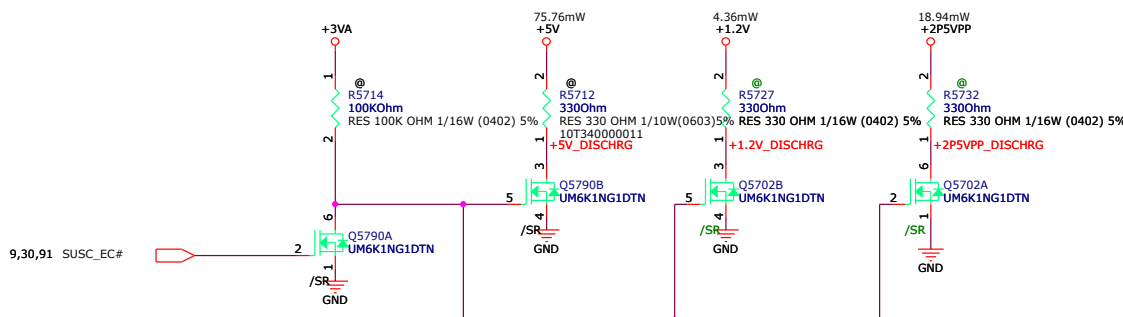 75.76mW
4.36mW
18.94mW
+3VA
+5V
+1.2V
+2P5VPP
1
2
2
2
@
@
@
@
R5714
R5712
R5727
R5732
100KOhm
330Ohm
330Ohm
330Ohm
RES 100K OHM 1/16W (0402) 5%
RES 330 OHM 1/10W(0603)5%
RES 330 OHM 1/16W (0402) 5%
RES 330 OHM 1/16W (0402) 5%
10T340000011
2
1
1
1
+5V_DISCHRG
+1.2V_DISCHRG
+2P5VPP_DISCHRG
3
3
6
Q5790B
Q5702B
Q5702A
5
UM6K1NG1DTN
5
UM6K1NG1DTN
2
UM6K1NG1DTN
6
4
4
1
/SR
/SR
/SR
Q5790A
GND
GND
9,30,91 SUSC_EC#
2
UM6K1NG1DTN
1
GND
/SR
GND